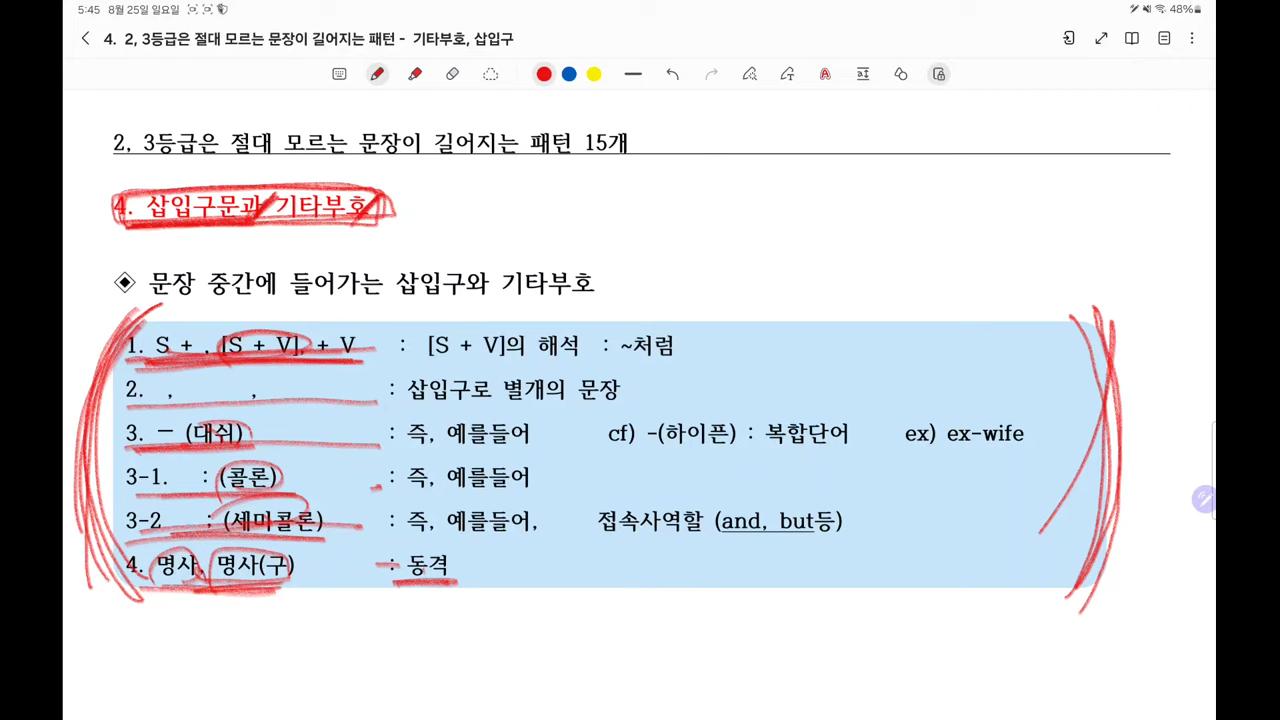 5:45 8월 25일 일요일 48%
4. 2, 3등급은 절대 모르는 문장이 길어지는 패턴 - 기타부호, 삽입구
2, 3등급은 절대 모르는 문장이 길어지는 패턴 15개
4. 삽입구문과 기타부호
◈ 문장 중간에 들어가는 삽입구와 기타부호
1. S + , [S + V], + V : [S + V]의 해석 : ~처럼
2. , , : 삽입구로 별개의 문장
3. ─ (대쉬) : 즉, 예를들어 cf) -(하이픈) : 복합단어 ex) ex-wife
3-1. : (콜론) : 즉, 예를들어
3-2 ; (세미콜론) : 즉, 예를들어, 접속사역할 (and, but등)
4. 명사, 명사(구) : 동격